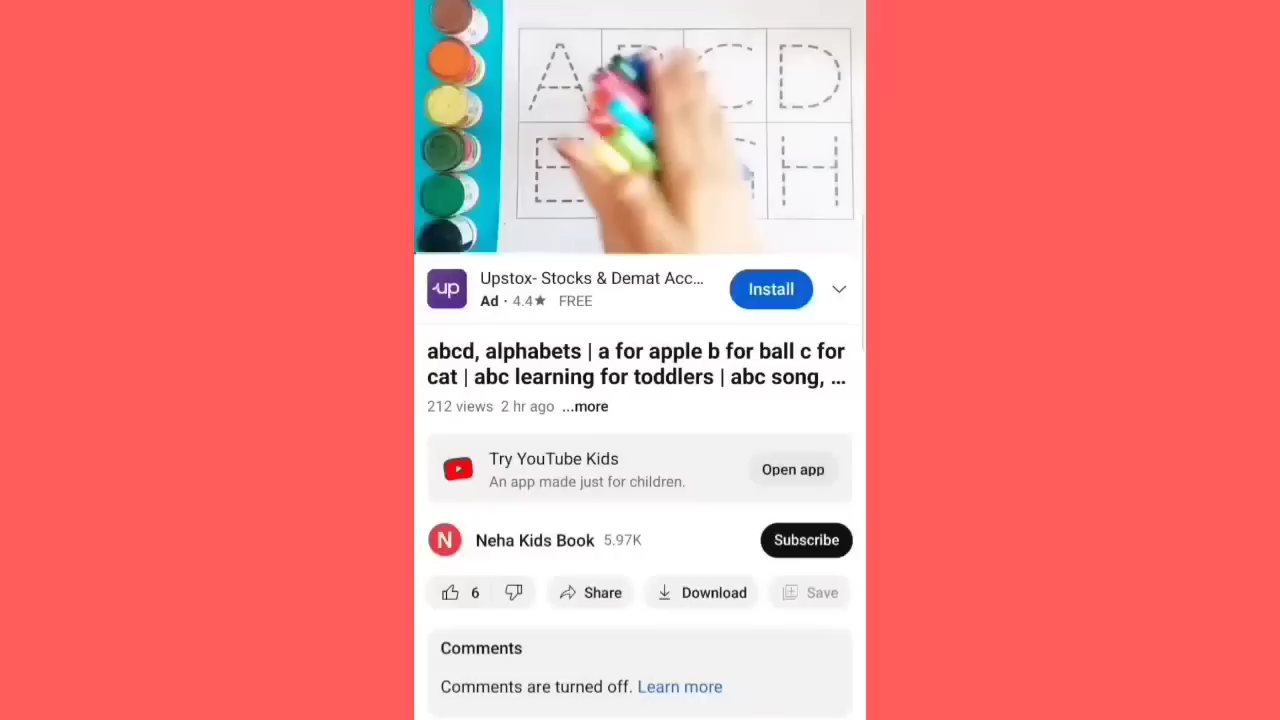 A B C D
E G H
up
Upstox- Stocks & Demat Acc...
Install
Ad · 4.4★ FREE
abcd, alphabets | a for apple b for ball c for
cat | abc learning for toddlers | abc song, ...
212 views 2 hr ago ...more
Try YouTube Kids
An app made just for children.
Open app
N
Neha Kids Book 5.97K
Subscribe
6
Share
Download
Save
Comments
Comments are turned off. Learn more